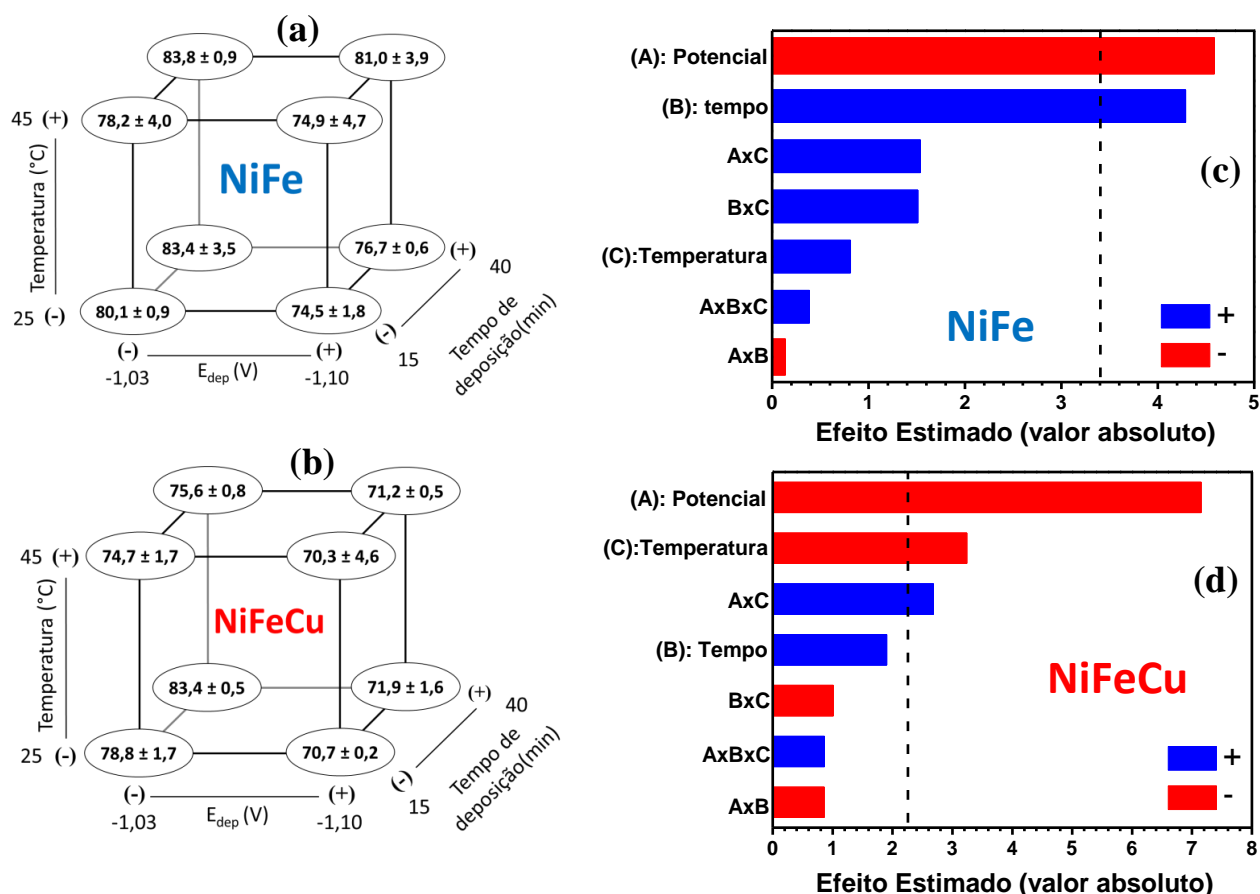 (a)
83,8 ± 0,9
81,0 ± 3,9
45 (+)
78,2 ± 4,0
74,9 ± 4,7
Temperatura (°C)
NiFe
83,4 ± 3,5
76,7 ± 0,6
(+)
40
25 (-)
80,1 ± 0,9
74,5 ± 1,8
(-)
15
Tempo de
deposição(min)
(-)
(+)
E_dep (V)
-1,03
-1,10
(b)
75,6 ± 0,8
71,2 ± 0,5
45 (+)
74,7 ± 1,7
70,3 ± 4,6
Temperatura (°C)
NiFeCu
83,4 ± 0,5
71,9 ± 1,6
(+)
40
25 (-)
78,8 ± 1,7
70,7 ± 0,2
(-)
15
Tempo de
deposição(min)
(-)
(+)
E_dep (V)
-1,03
-1,10
(A): Potencial
(B): tempo
AxC
(c)
BxC
(C):Temperatura
AxBxC
NiFe
+
AxB
-
0 1 2 3 4 5
Efeito Estimado (valor absoluto)
(A): Potencial
(C):Temperatura
(d)
AxC
(B): Tempo
NiFeCu
BxC
AxBxC
+
AxB
-
0 1 2 3 4 5 6 7 8
Efeito Estimado (valor absoluto)